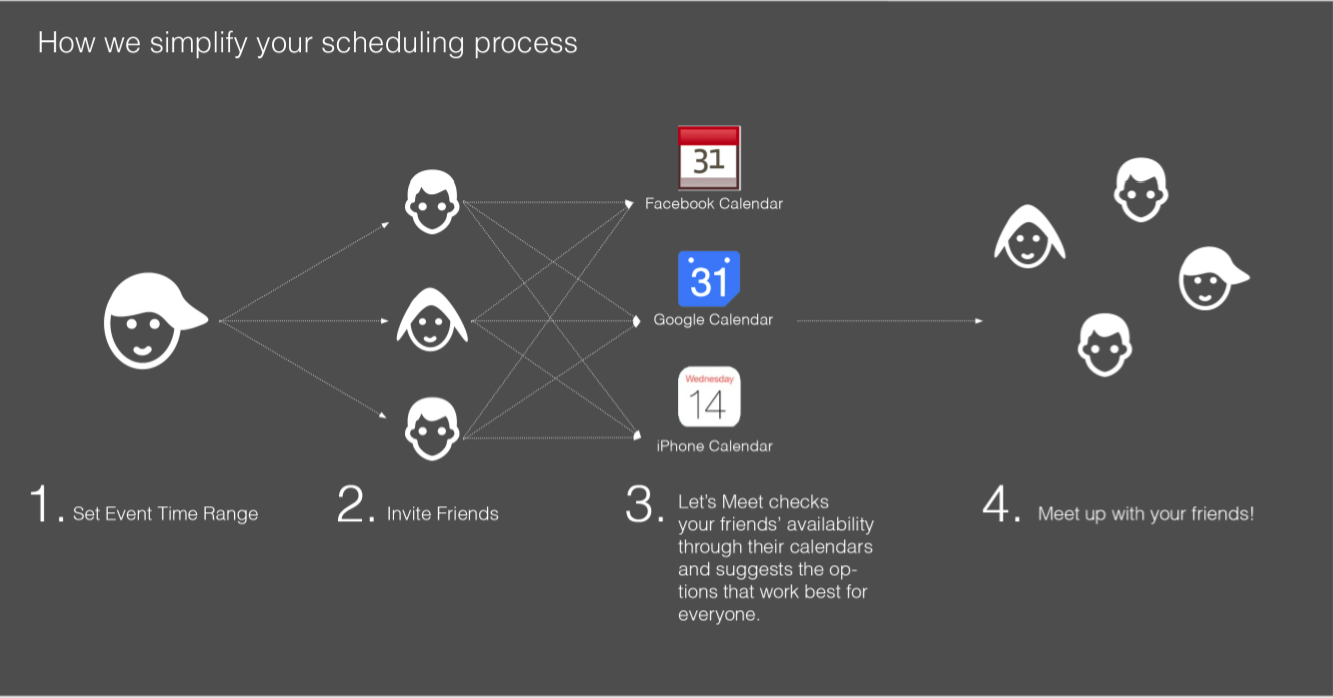 How we simplify your scheduling process
31
Facebook Calendar
31
Google Calendar
Wednesday
14
iPhone Calendar
1. Set Event Time Range
2. Invite Friends
3. Let's Meet checks
your friends' availability
through their calendars
and suggests the op-
tions that work best for
everyone.
4. Meet up with your friends!